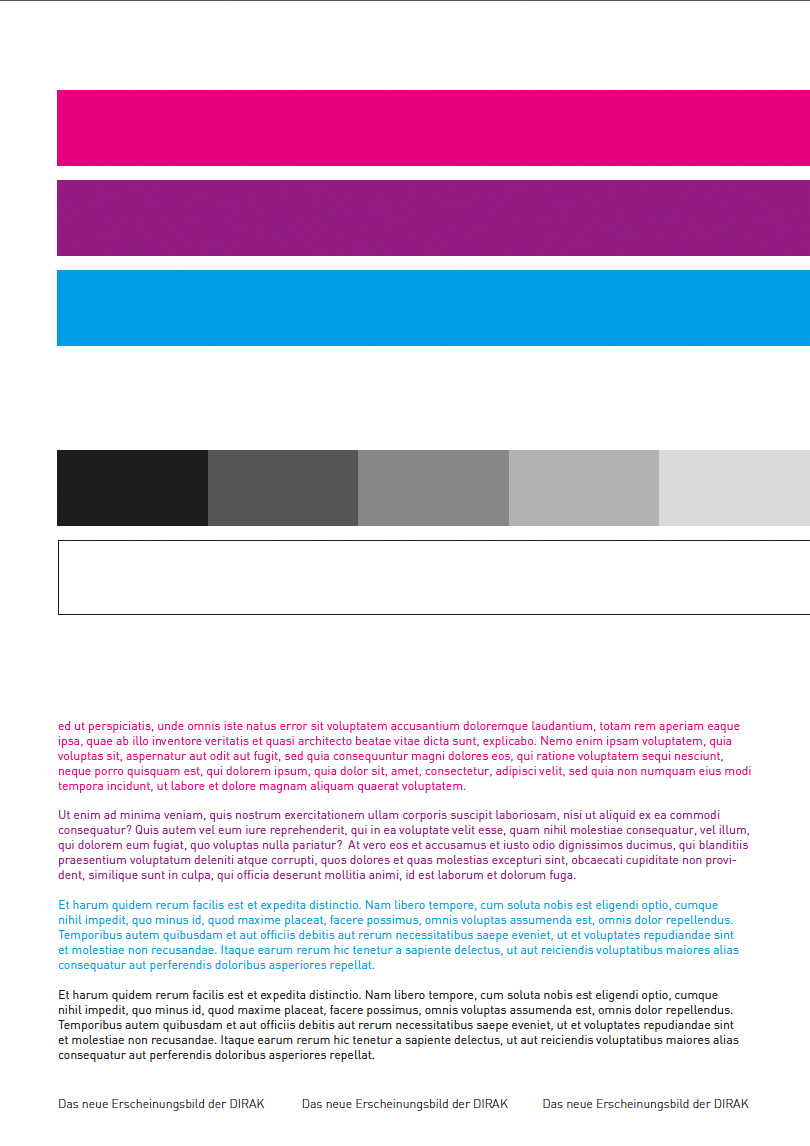 ed ut perspiciatis, unde omnis iste natus error sit voluptatem accusantium doloremque laudantium, totam rem aperiam eaque
ipsa, quae ab illo inventore veritatis et quasi architecto beatae vitae dicta sunt, explicabo. Nemo enim ipsam voluptatem, quia
voluptas sit, aspernatur aut odit aut fugit, sed quia consequuntur magni dolores eos, qui ratione voluptatem sequi nesciunt,
neque porro quisquam est, qui dolorem ipsum, quia dolor sit, amet, consectetur, adipisci velit, sed quia non numquam eius modi
tempora incidunt, ut labore et dolore magnam aliquam quaerat voluptatem.
Ut enim ad minima veniam, quis nostrum exercitationem ullam corporis suscipit laboriosam, nisi ut aliquid ex ea commodi
consequatur? Quis autem vel eum iure reprehenderit, qui in ea voluptate velit esse, quam nihil molestiae consequatur, vel illum,
qui dolorem eum fugiat, quo voluptas nulla pariatur?  At vero eos et accusamus et iusto odio dignissimos ducimus, qui blanditiis
praesentium voluptatum deleniti atque corrupti, quos dolores et quas molestias excepturi sint, obcaecati cupiditate non provi-
dent, similique sunt in culpa, qui officia deserunt mollitia animi, id est laborum et dolorum fuga.
Et harum quidem rerum facilis est et expedita distinctio. Nam libero tempore, cum soluta nobis est eligendi optio, cumque
nihil impedit, quo minus id, quod maxime placeat, facere possimus, omnis voluptas assumenda est, omnis dolor repellendus.
Temporibus autem quibusdam et aut officiis debitis aut rerum necessitatibus saepe eveniet, ut et voluptates repudiandae sint
et molestiae non recusandae. Itaque earum rerum hic tenetur a sapiente delectus, ut aut reiciendis voluptatibus maiores alias
consequatur aut perferendis doloribus asperiores repellat.
Et harum quidem rerum facilis est et expedita distinctio. Nam libero tempore, cum soluta nobis est eligendi optio, cumque
nihil impedit, quo minus id, quod maxime placeat, facere possimus, omnis voluptas assumenda est, omnis dolor repellendus.
Temporibus autem quibusdam et aut officiis debitis aut rerum necessitatibus saepe eveniet, ut et voluptates repudiandae sint
et molestiae non recusandae. Itaque earum rerum hic tenetur a sapiente delectus, ut aut reiciendis voluptatibus maiores alias
consequatur aut perferendis doloribus asperiores repellat.
Das neue Erscheinungsbild der DIRAK Das neue Erscheinungsbild der DIRAK Das neue Erscheinungsbild der DIRAK